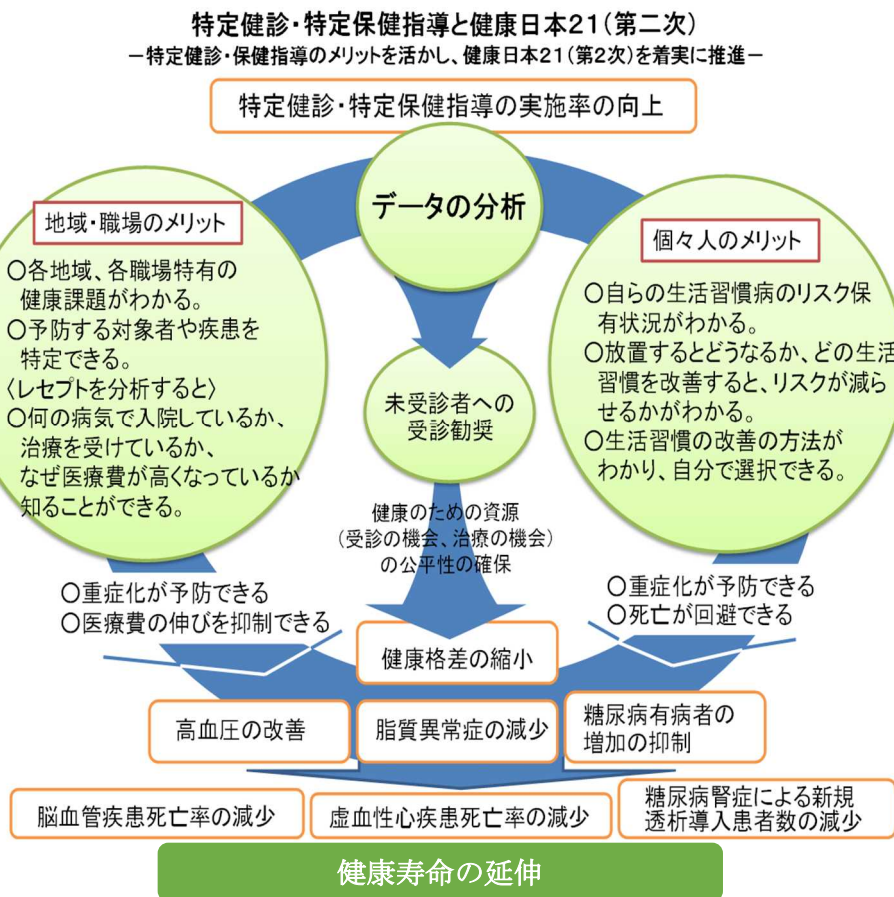 特定健診・特定保健指導と健康日本21(第二次)
－特定健診・保健指導のメリットを活かし、健康日本21(第2次)を着実に推進－
特定健診・特定保健指導の実施率の向上
データの分析
地域・職場のメリット
○各地域、各職場特有の
健康課題がわかる。
○予防する対象者や疾患を
特定できる。
〈レセプトを分析すると〉
○何の病気で入院しているか、
治療を受けているか、
なぜ医療費が高くなっているか
知ることができる。
個々人のメリット
○自らの生活習慣病のリスク保
有状況がわかる。
○放置するとどうなるか、どの生活
習慣を改善すると、リスクが減ら
せるかがわかる。
○生活習慣の改善の方法が
わかり、自分で選択できる。
未受診者への
受診勧奨
健康のための資源
(受診の機会、治療の機会)
の公平性の確保
○重症化が予防できる
○医療費の伸びを抑制できる
○重症化が予防できる
○死亡が回避できる
健康格差の縮小
高血圧の改善
脂質異常症の減少
糖尿病有病者の
増加の抑制
脳血管疾患死亡率の減少
虚血性心疾患死亡率の減少
糖尿病腎症による新規
透析導入患者数の減少
健康寿命の延伸